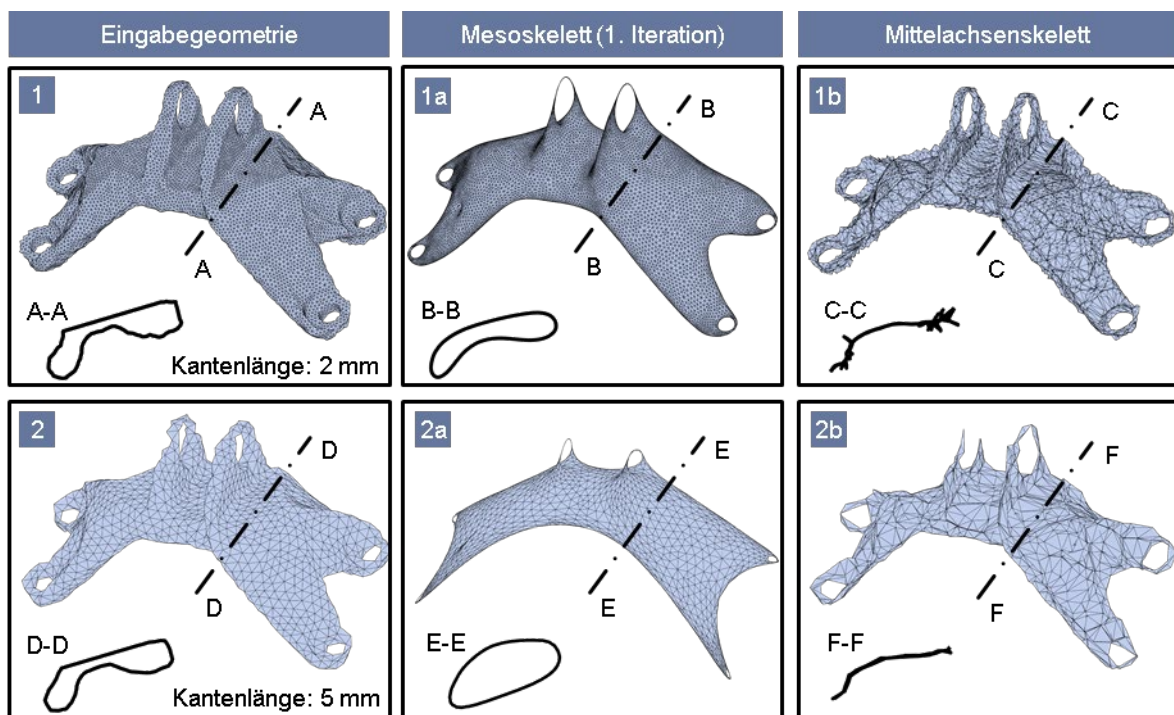 Eingabegeometrie
Mesoskelett (1. Iteration)
Mittelachsenskelett
1
A
A
A-A
Kantenlänge: 2 mm
1a
B
B
B-B
1b
C
C
C-C
2
D
D
D-D
Kantenlänge: 5 mm
2a
E
E
E-E
2b
F
F
F-F